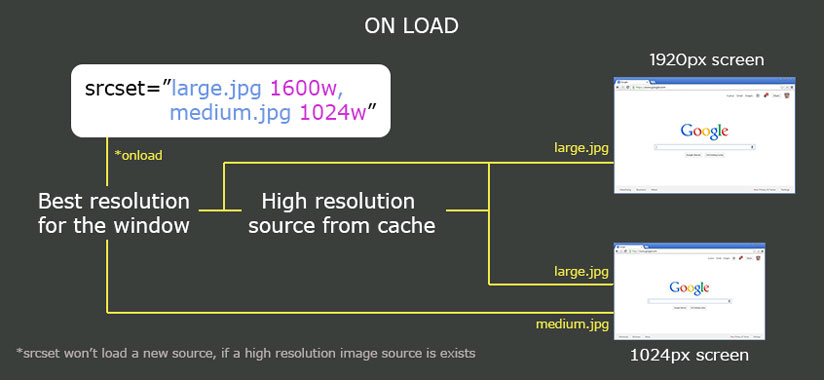 ON LOAD
1920px screen
srcset=”large.jpg 1600w,
medium.jpg 1024w”
*onload
large.jpg
Google
Best resolution
for the window
High resolution
source from cache
large.jpg
Google
medium.jpg
*srcset won’t load a new source, if a high resolution image source is exists
1024px screen